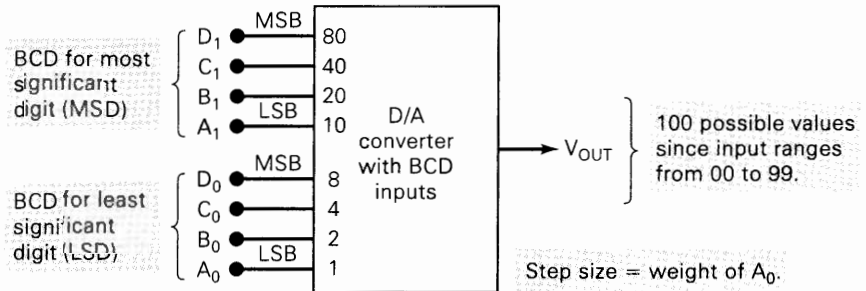 BCD for most
significant
digit (MSD)
D1 MSB 80
C1 40
B1 20
A1 LSB 10
BCD for least
significant
digit (LSD)
D0 MSB 8
C0 4
B0 2
A0 LSB 1
D/A
converter
with BCD
inputs
VOUT
100 possible values
since input ranges
from 00 to 99.
Step size = weight of A0.